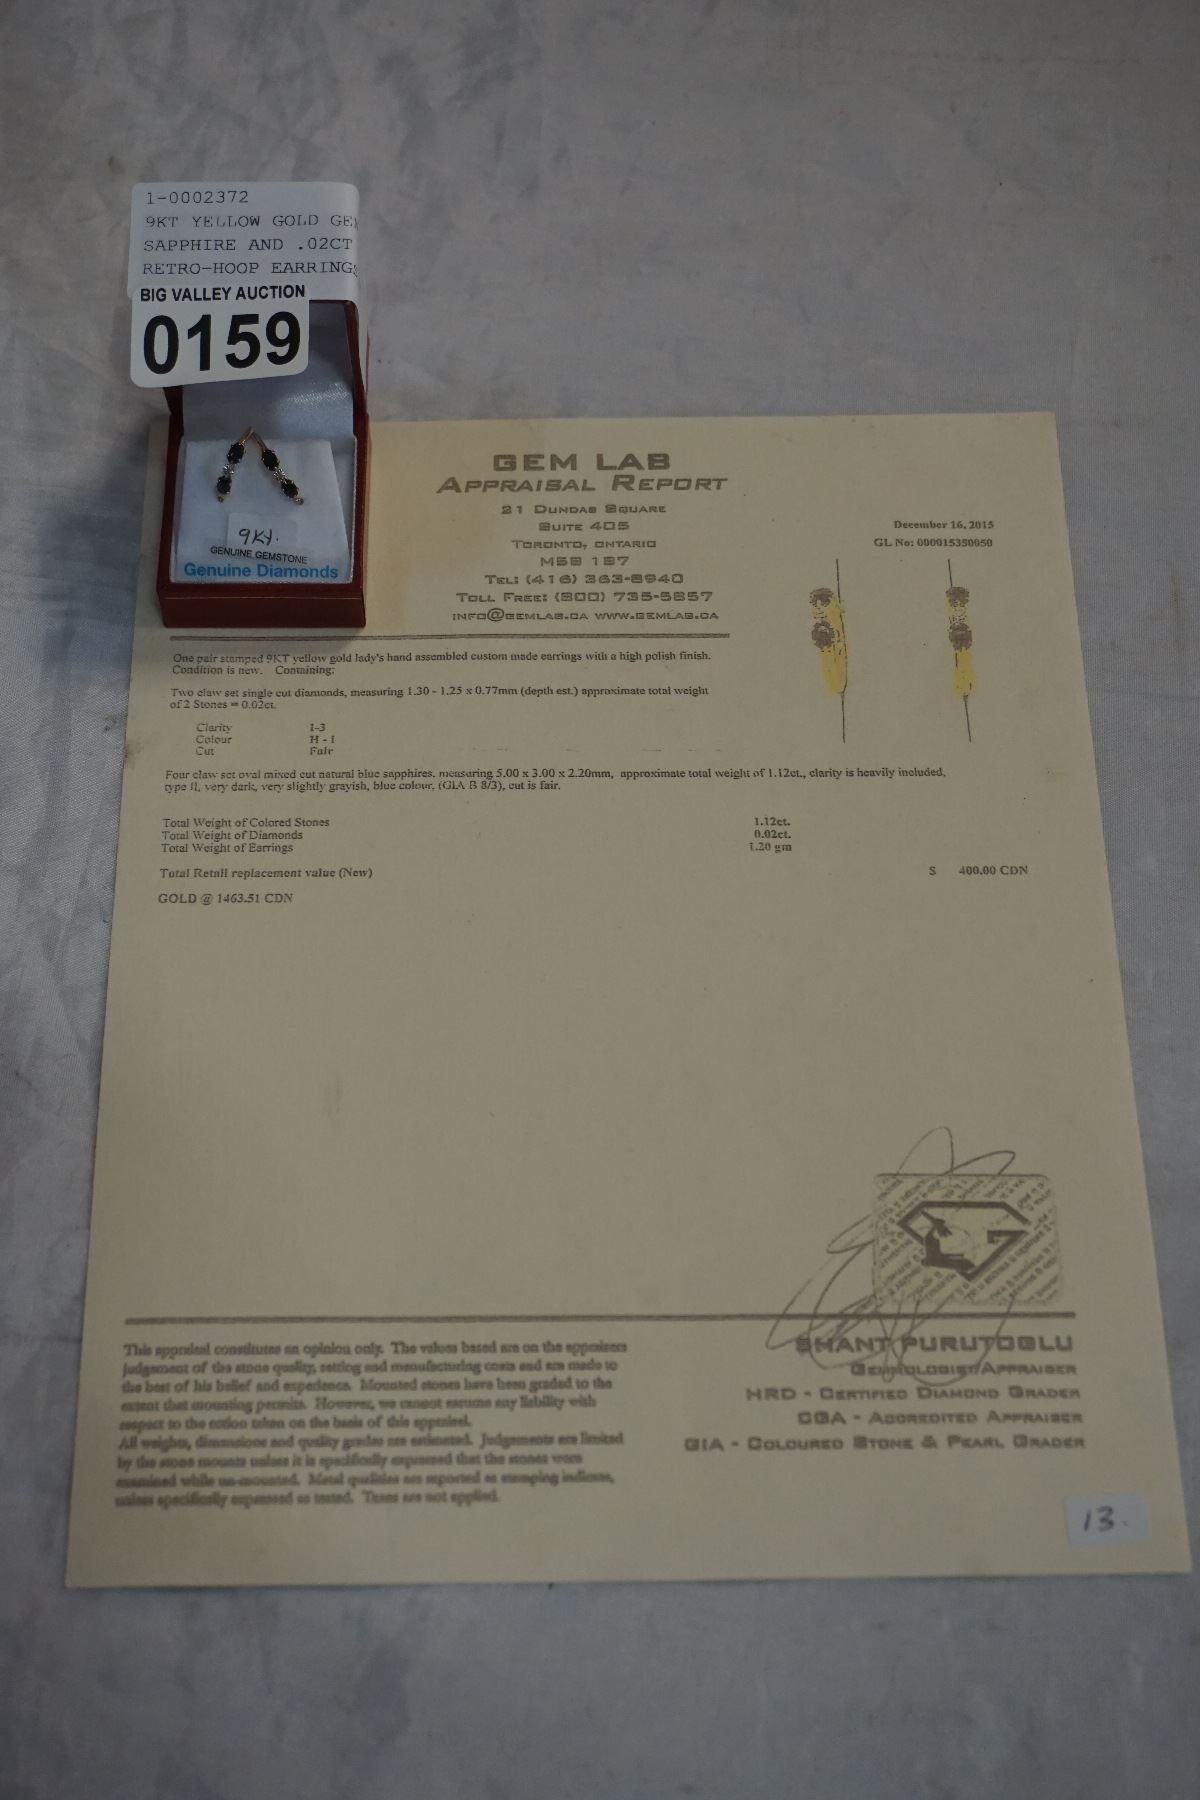 1-0002372
9KT YELLOW GOLD GE
SAPPHIRE AND .02CT
RETRO-HOOP EARRING
BIG VALLEY AUCTION
0159
9Ky.
GENUINE GEMSTONE
Genuine Diamonds
GEM LAB
APPRAISAL REPORT
21 DUNDAS SQUARE
SUITE 405
TORONTO, ONTARIO
M5B 1B7
TEL: (416) 363-8940
TOLL FREE: (800) 735-5857
INFO@GEMLAB.CA WWW.GEMLAB.CA
December 16, 2015
GL No: 000015350050
One pair stamped 9KT yellow gold lady's hand assembled custom made earrings with a high polish finish.
Condition is new. Containing:
Two claw set single cut diamonds, measuring 1.30 - 1.25 x 0.77mm (depth est.) approximate total weight
of 2 Stones = 0.02ct.
Clarity I-3
Colour H - I
Cut Fair
Four claw set oval mixed cut natural blue sapphires, measuring 5.00 x 3.00 x 2.20mm, approximate total weight of 1.12ct., clarity is heavily included,
type II, very dark, very slightly grayish, blue colour, (GIA B 8/3), cut is fair.
Total Weight of Colored Stones 1.12ct.
Total Weight of Diamonds 0.02ct.
Total Weight of Earrings 1.20 gm
Total Retail replacement value (New) $ 400.00 CDN
GOLD @ 1463.51 CDN
This appraisal constitutes an opinion only. The values based are on the appraisers
judgement of the stone quality, setting and manufacturing costs and are made to
the best of his belief and experience. Mounted stones have been graded to the
extent that mounting permits. However, we cannot assume any liability with
respect to the action taken on the basis of this appraisal.
All weights, dimensions and quality grades are estimated. Judgements are limited
by the stone mounts unless it is specifically expressed that the stones were
examined while un-mounted. Metal qualities are reported as stamping indicate,
unless specifically expressed as tested. Taxes are not applied.
SHANT PURUTOGLU
GEMMOLOGIST/APPRAISER
HRD - CERTIFIED DIAMOND GRADER
CGA - ACCREDITED APPRAISER
GIA - COLOURED STONE & PEARL GRADER
13.